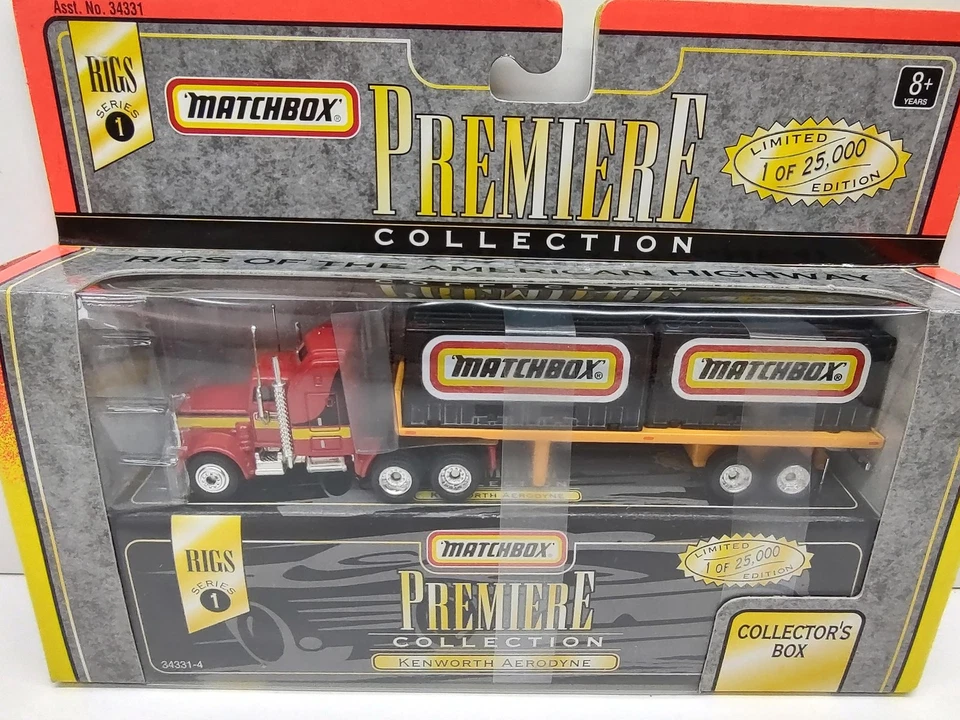 Asst. No. 34331
RIGS
SERIES
1
MATCHBOX®
PREMIERE
COLLECTION
8+
YEARS
LIMITED
1 OF 25,000
EDITION
RIGS OF THE AMERICAN HIGHWAY
MATCHBOX®
MATCHBOX®
KENWORTH AERODYNE
RIGS
SERIES
1
MATCHBOX®
PREMIERE
COLLECTION
KENWORTH AERODYNE
LIMITED
1 OF 25,000
EDITION
COLLECTOR'S
BOX
34331-4